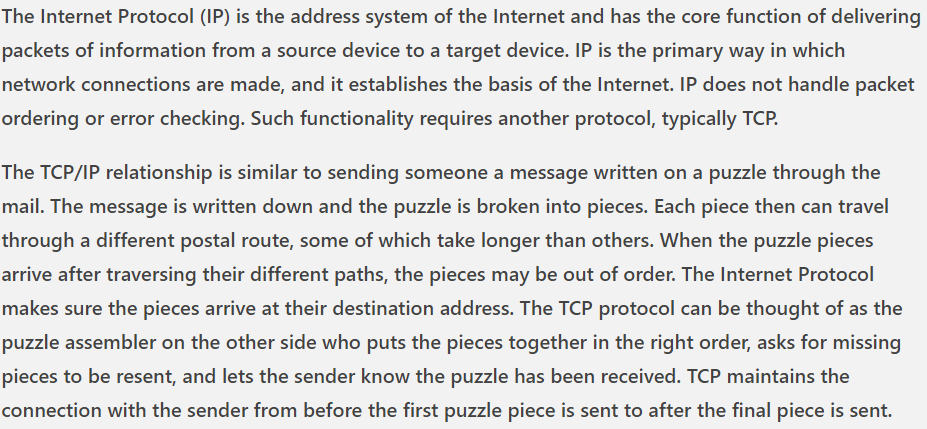 The Internet Protocol (IP) is the address system of the Internet and has the core function of delivering
packets of information from a source device to a target device. IP is the primary way in which
network connections are made, and it establishes the basis of the Internet. IP does not handle packet
ordering or error checking. Such functionality requires another protocol, typically TCP.
The TCP/IP relationship is similar to sending someone a message written on a puzzle through the
mail. The message is written down and the puzzle is broken into pieces. Each piece then can travel
through a different postal route, some of which take longer than others. When the puzzle pieces
arrive after traversing their different paths, the pieces may be out of order. The Internet Protocol
makes sure the pieces arrive at their destination address. The TCP protocol can be thought of as the
puzzle assembler on the other side who puts the pieces together in the right order, asks for missing
pieces to be resent, and lets the sender know the puzzle has been received. TCP maintains the
connection with the sender from before the first puzzle piece is sent to after the final piece is sent.